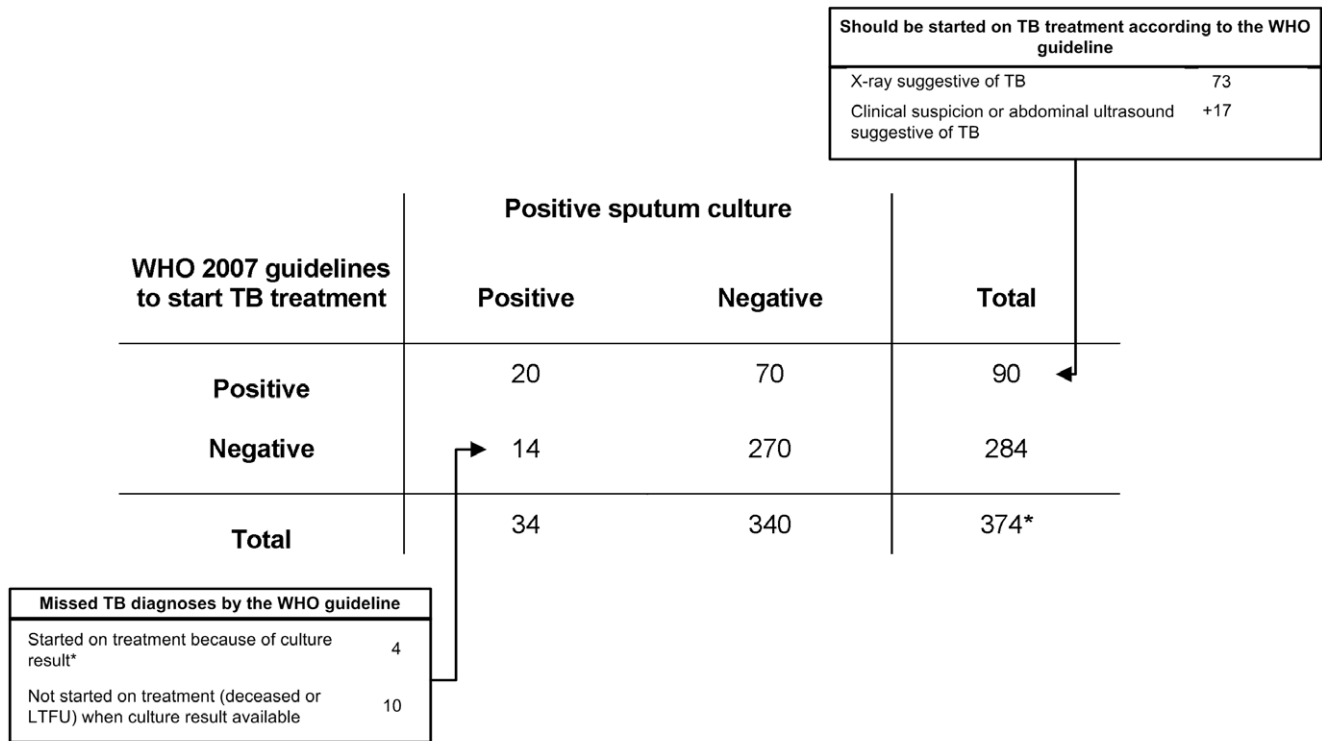 Should be started on TB treatment according to the WHO
guideline
X-ray suggestive of TB 73
Clinical suspicion or abdominal ultrasound +17
suggestive of TB
Positive sputum culture
WHO 2007 guidelines
to start TB treatment Positive Negative Total
Positive 20 70 90
Negative 14 270 284
Total 34 340 374*
Missed TB diagnoses by the WHO guideline
Started on treatment because of culture
result* 4
Not started on treatment (deceased or
LTFU) when culture result available 10